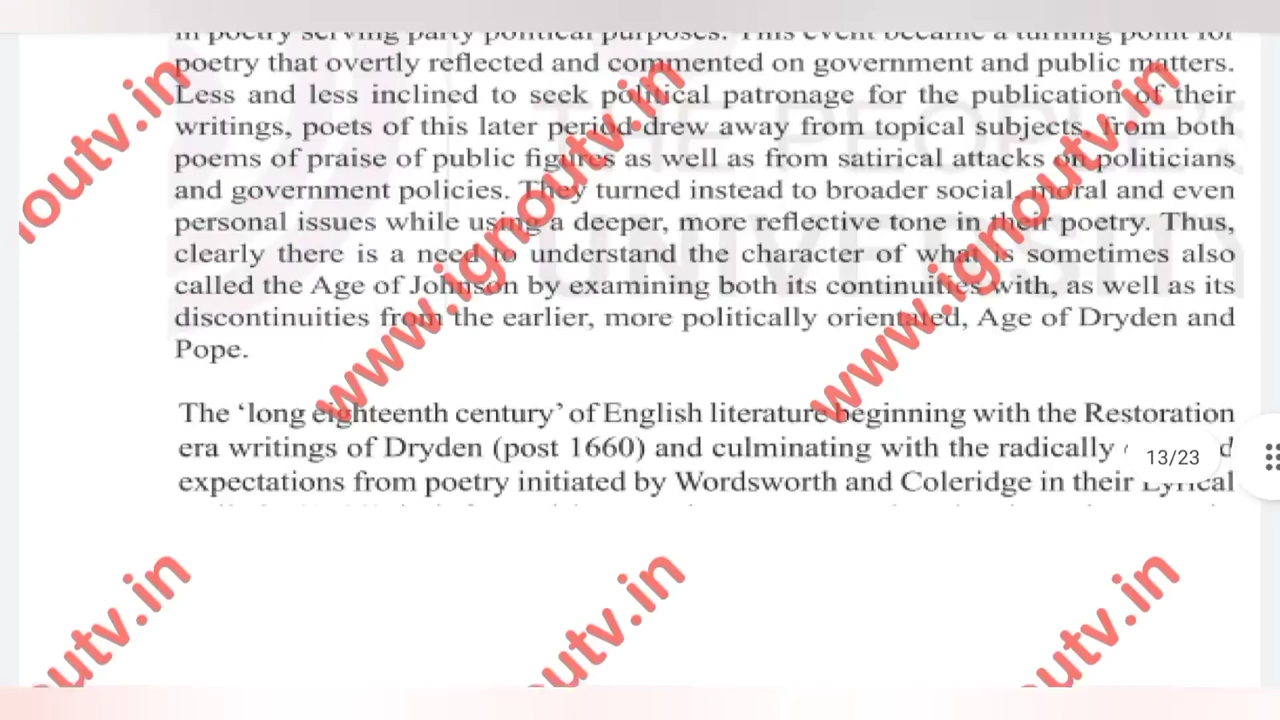 in poetry serving party political purposes. This event became a turning point for
poetry that overtly reflected and commented on government and public matters.
Less and less inclined to seek political patronage for the publication of their
writings, poets of this later period drew away from topical subjects, from both
poems of praise of public figures as well as from satirical attacks on politicians
and government policies. They turned instead to broader social, moral and even
personal issues while using a deeper, more reflective tone in their poetry. Thus,
clearly there is a need to understand the character of what is sometimes also
called the Age of Johnson by examining both its continuities with, as well as its
discontinuities from the earlier, more politically orientated, Age of Dryden and
Pope.
The ‘long eighteenth century’ of English literature beginning with the Restoration
era writings of Dryden (post 1660) and culminating with the radically
13/23
expectations from poetry initiated by Wordsworth and Coleridge in their Lyrical
www.ignoutv.in
www.ignoutv.in
noutv.in
outv.in
outv.in
outv.in